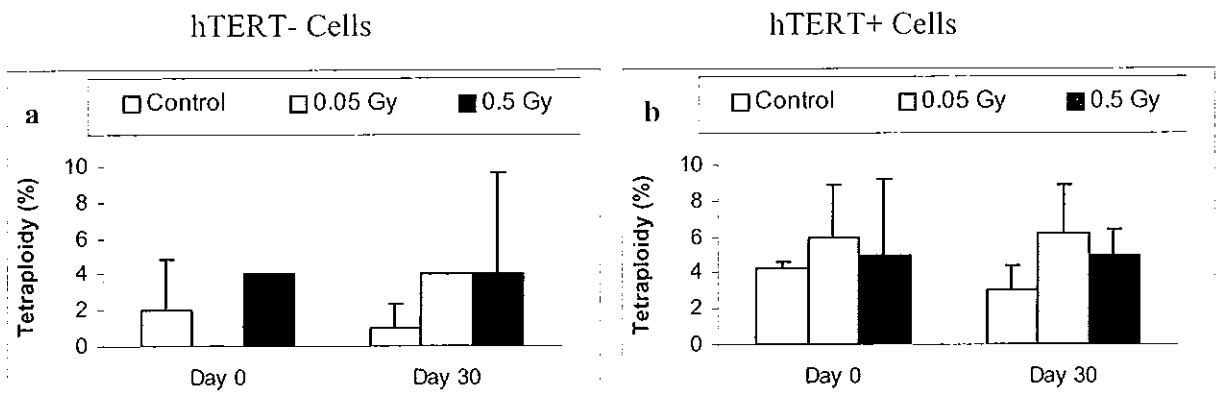 hTERT- Cells
hTERT+ Cells
a
Control
0.05 Gy
0.5 Gy
Tetraploidy (%)
10
8
6
4
2
0
Day 0
Day 30
b
Control
0.05 Gy
0.5 Gy
Tetraploidy (%)
10
8
6
4
2
0
Day 0
Day 30